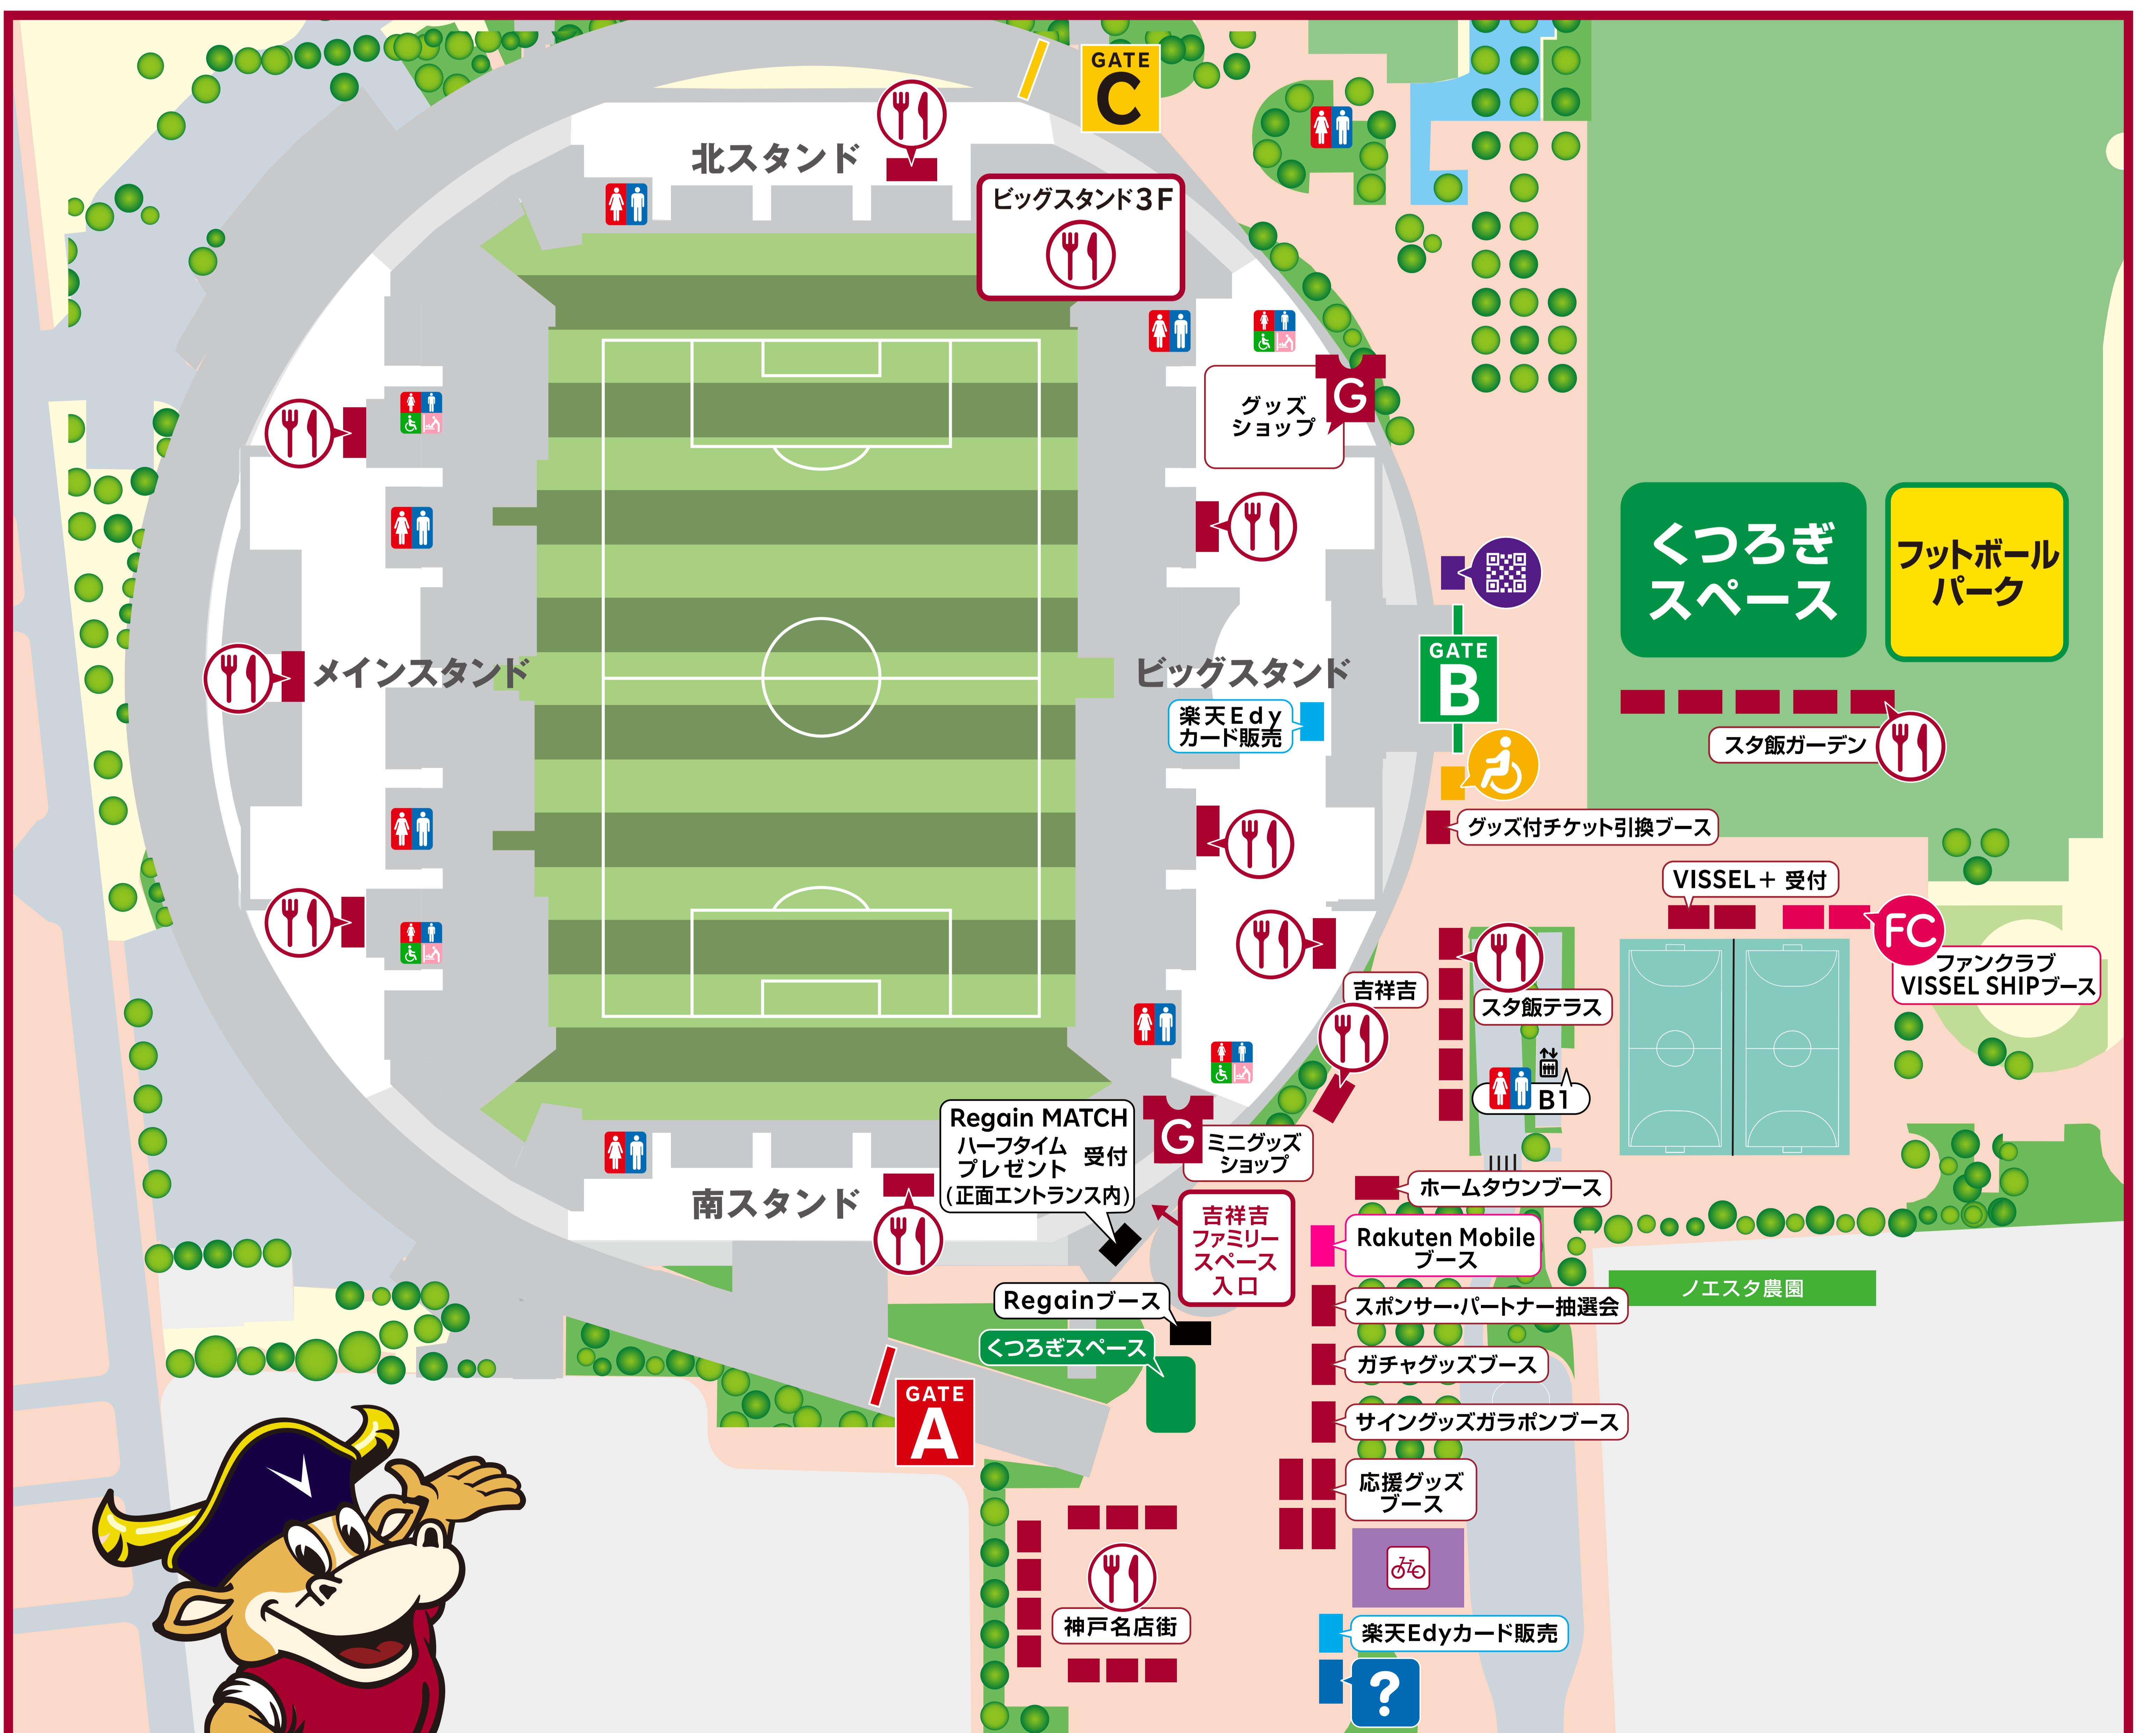 GATE
C
北スタンド
ビッグスタンド3F
グッズ
ショップ
G
くつろぎ
スペース
フットボール
パーク
GATE
B
メインスタンド
ビッグスタンド
楽天Edy
カード販売
スタ飯ガーデン
グッズ付チケット引換ブース
VISSEL+ 受付
FC
ファンクラブ
VISSEL SHIPブース
吉祥吉
スタ飯テラス
B1
Regain MATCH
ハーフタイム
プレゼント 受付
(正面エントランス内)
G
ミニグッズ
ショップ
南スタンド
ホームタウンブース
吉祥吉
ファミリー
スペース
入口
Rakuten Mobile
ブース
ノエスタ農園
Regainブース
スポンサー・パートナー抽選会
くつろぎスペース
ガチャグッズブース
GATE
A
サイングッズガラポンブース
応援グッズ
ブース
神戸名店街
楽天Edyカード販売
?